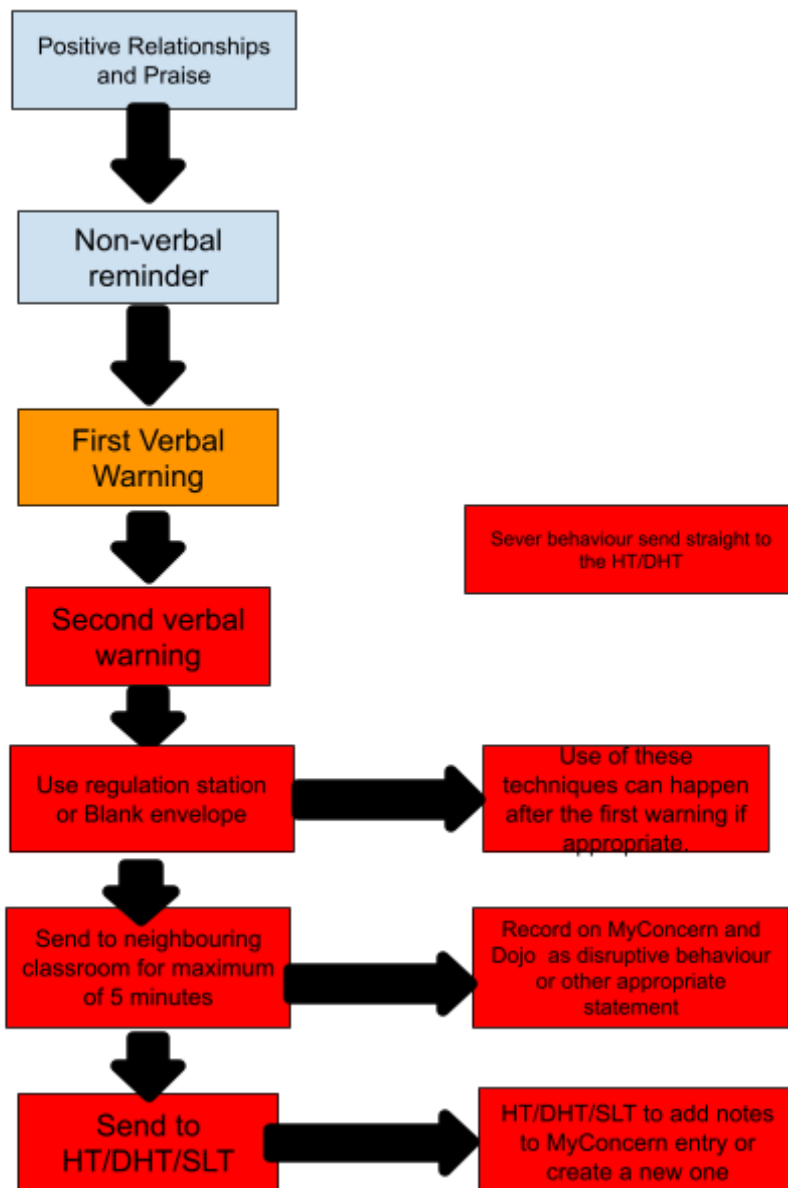 Positive Relationships
and Praise
Non-verbal
reminder
First Verbal
Warning
Sever behaviour send straight to
the HT/DHT
Second verbal
warning
Use regulation station
or Blank envelope
Use of these
techniques can happen
after the first warning if
appropriate.
Send to neighbouring
classroom for maximum
of 5 minutes
Record on MyConcern and
Dojo as disruptive behaviour
or other appropriate
statement
Send to
HT/DHT/SLT
HT/DHT/SLT to add notes
to MyConcern entry or
create a new one